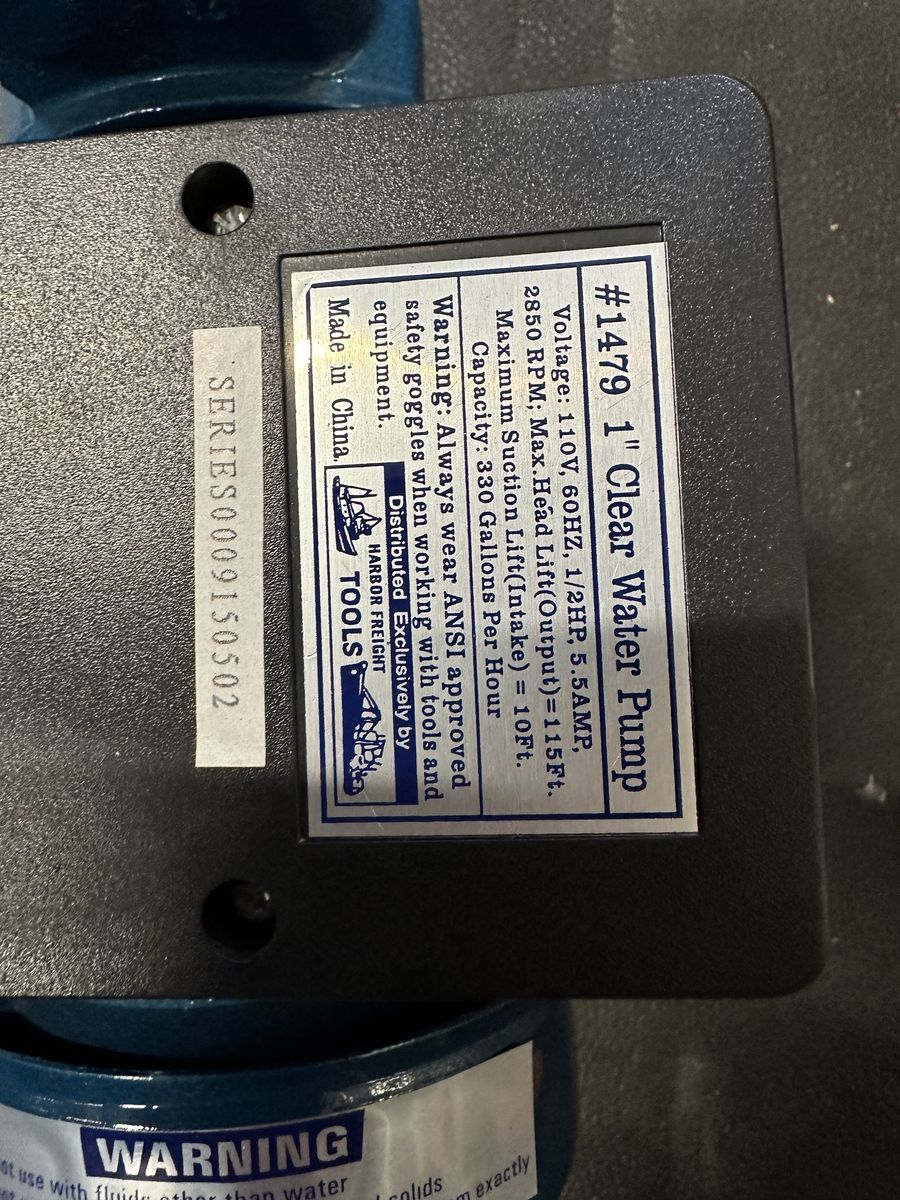 #1479 1" Clear Water Pump
Voltage: 110V, 60HZ, 1/2HP, 5.5AMP,
2850 RPM; Max.Head Lift(Output)=115Ft.
Maximum Suction Lift(Intake) = 10Ft.
Capacity: 330 Gallons Per Hour
Warning: Always wear ANSI approved
safety goggles when working with tools and
equipment.
Made in China.
Distributed Exclusively by
HARBOR FREIGHT
TOOLS
SERIES0009150502
WARNING
use with fluids other than water
solids
exactly